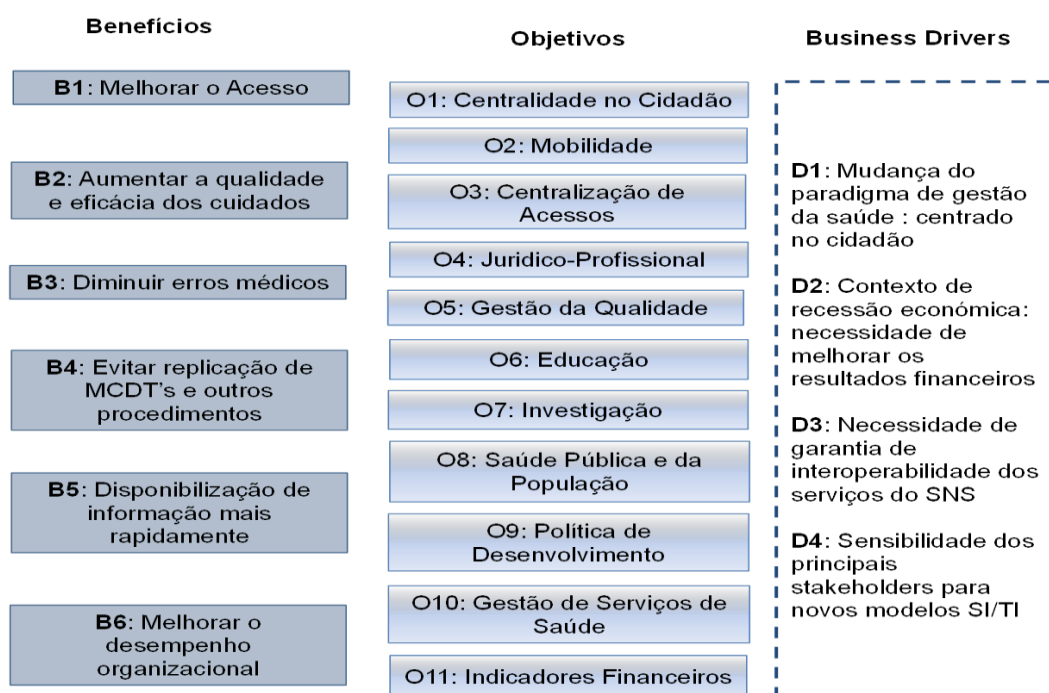 Benefícios
B1: Melhorar o Acesso
B2: Aumentar a qualidade
e eficácia dos cuidados
B3: Diminuir erros médicos
B4: Evitar replicação de
MCDT's e outros
procedimentos
B5: Disponibilização de
informação mais
rapidamente
B6: Melhorar o
desempenho
organizacional
Objetivos
O1: Centralidade no Cidadão
O2: Mobilidade
O3: Centralização de
Acessos
O4: Juridico-Profissional
O5: Gestão da Qualidade
O6: Educação
O7: Investigação
O8: Saúde Pública e da
População
O9: Política de
Desenvolvimento
O10: Gestão de Serviços de
Saúde
O11: Indicadores Financeiros
Business Drivers
D1: Mudança do
paradigma de gestão
da saúde : centrado
no cidadão
D2: Contexto de
recessão económica:
necessidade de
melhorar os
resultados financeiros
D3: Necessidade de
garantia de
interoperabilidade dos
serviços do SNS
D4: Sensibilidade dos
principais
stakeholders para
novos modelos SI/TI